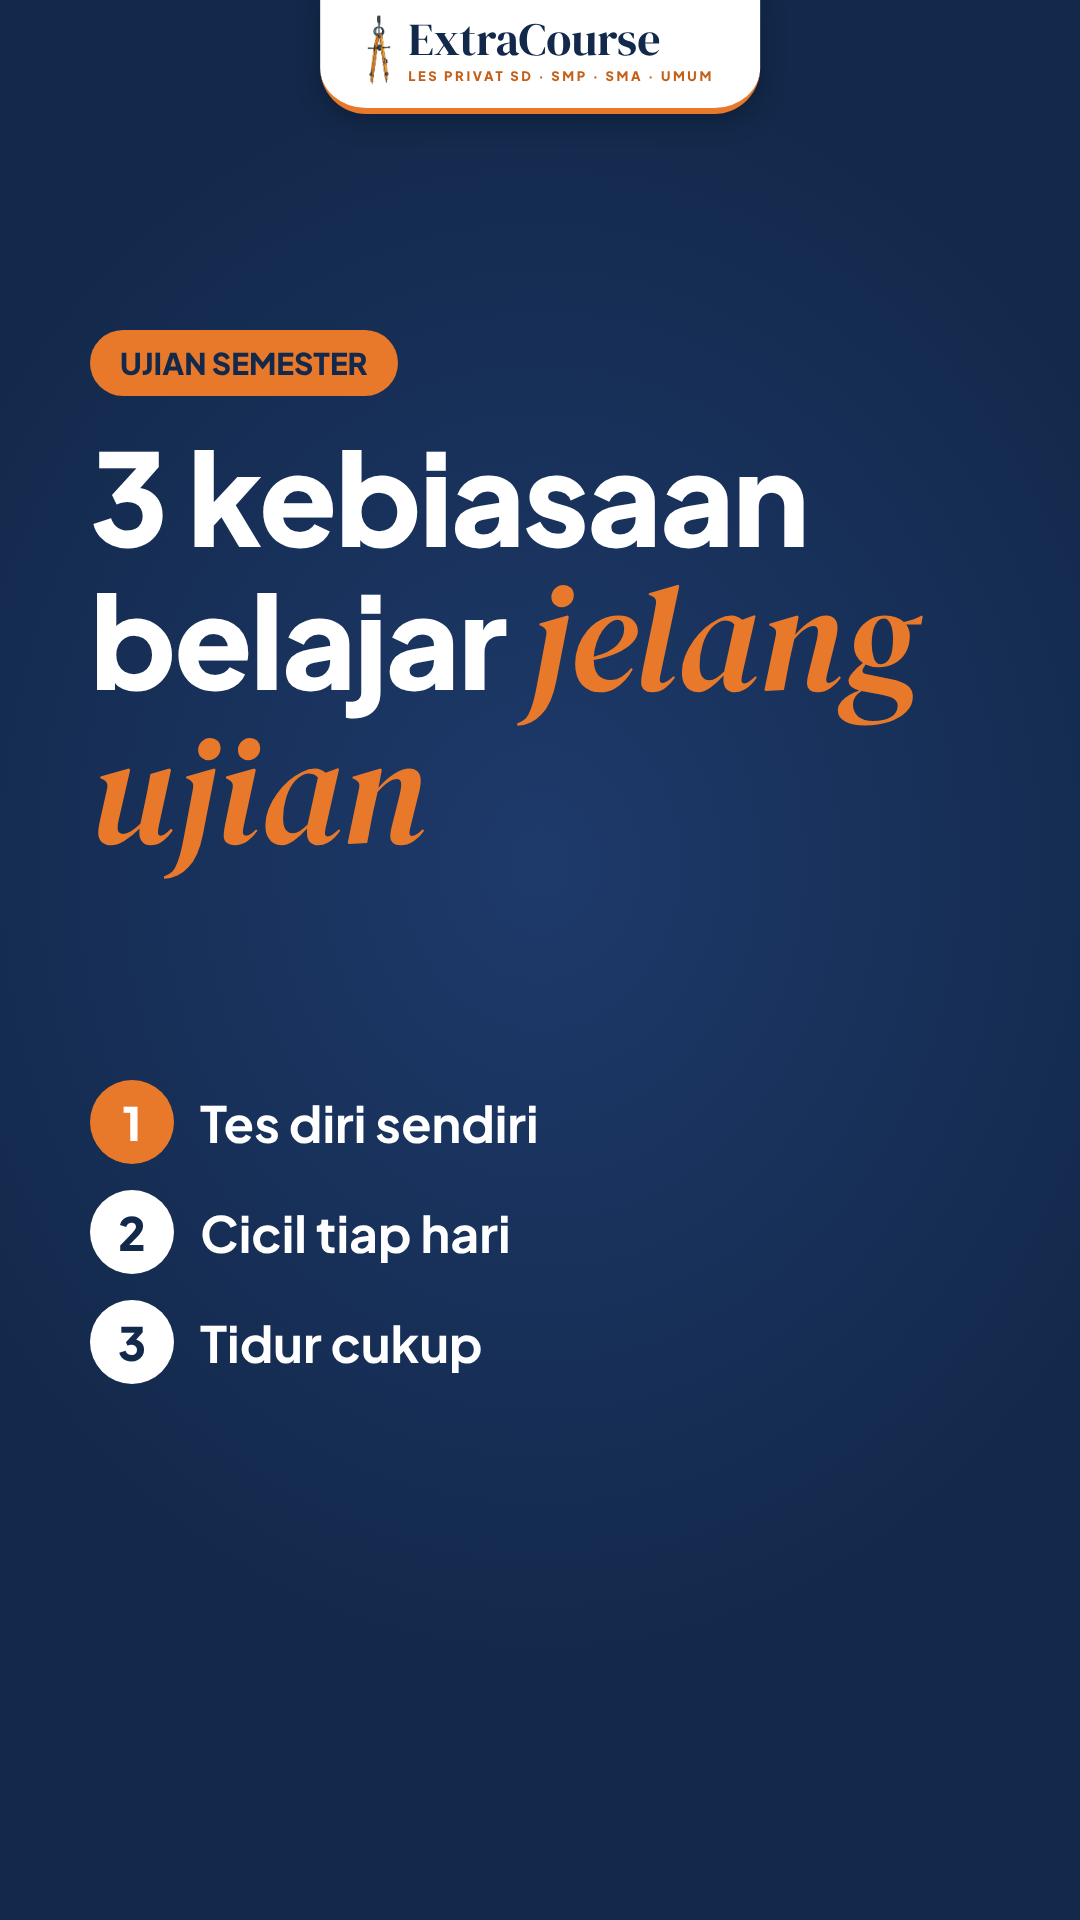 ExtraCourse
LES PRIVAT SD · SMP · SMA · UMUM
UJIAN SEMESTER
3 kebiasaan
belajar jelang
ujian
1 Tes diri sendiri
2 Cicil tiap hari
3 Tidur cukup